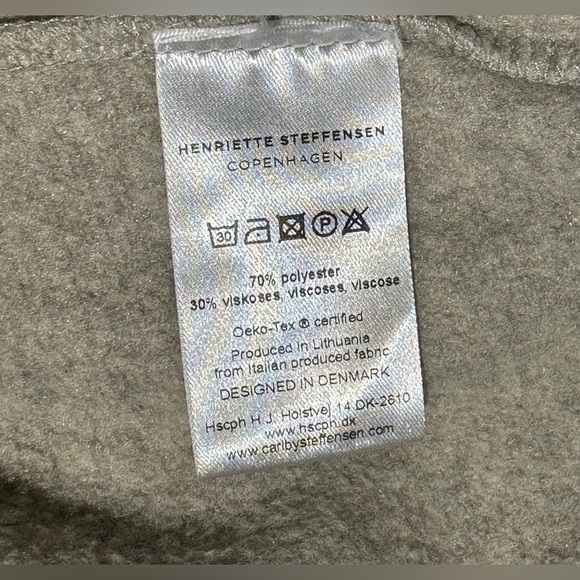 HENRIETTE STEFFENSEN
COPENHAGEN
30 P
70% polyester
30% viskoses, viscoses, viscose
Oeko-Tex ® certified
Produced in Lithuania
from Italian produced fabric
DESIGNED IN DENMARK
Hscph H.J. Holstvej 14 DK-2610
www.hscph.dk
www.carlbysteffensen.com